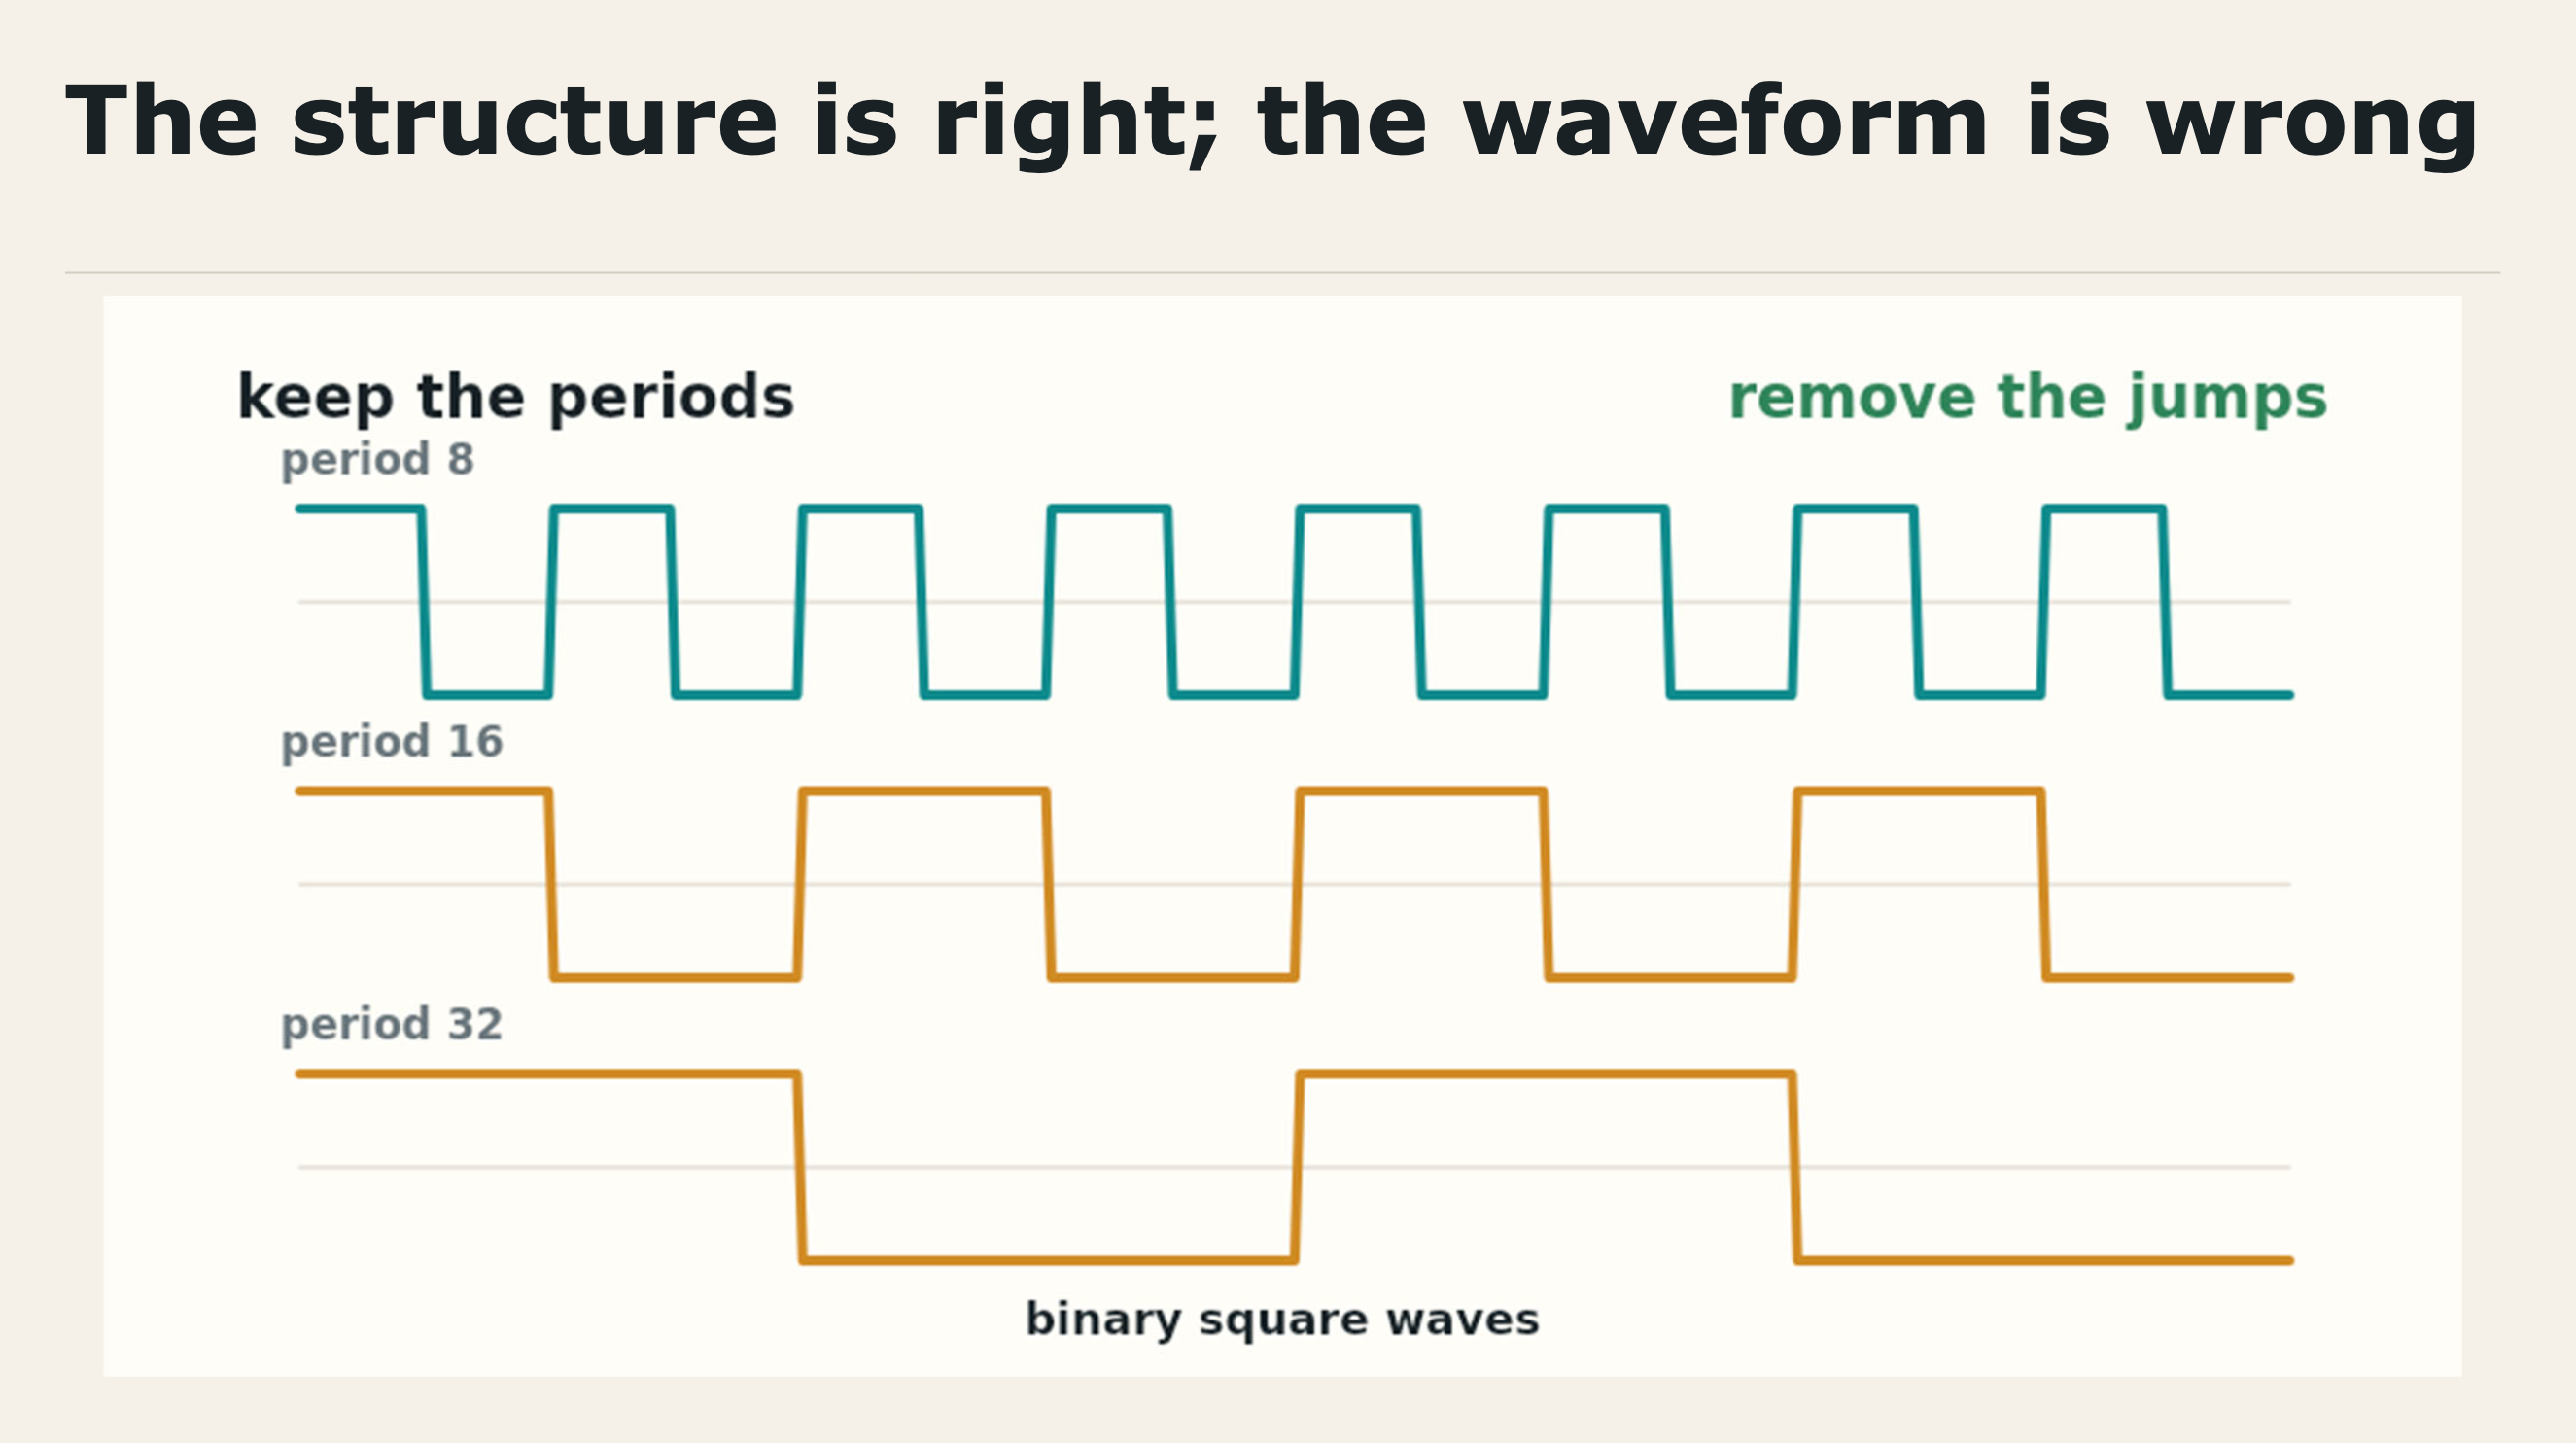 The structure is right; the waveform is wrong
keep the periods
remove the jumps
period 8
period 16
period 32
binary square waves